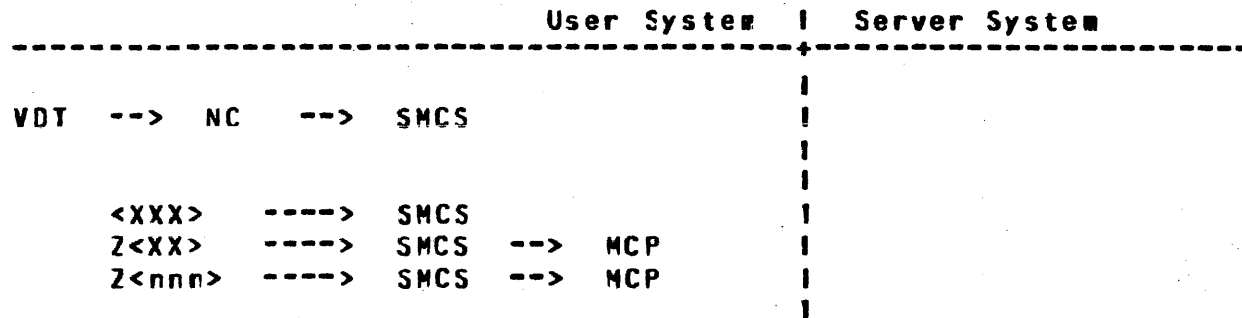 User System | Server System
-----------------------------------------------------+-----------------------------
|
VDT --> NC --> SMCS |
|
|
<XXX> ----> SMCS |
Z<XX> ----> SMCS --> MCP |
Z<nnn> ----> SMCS --> MCP |
|